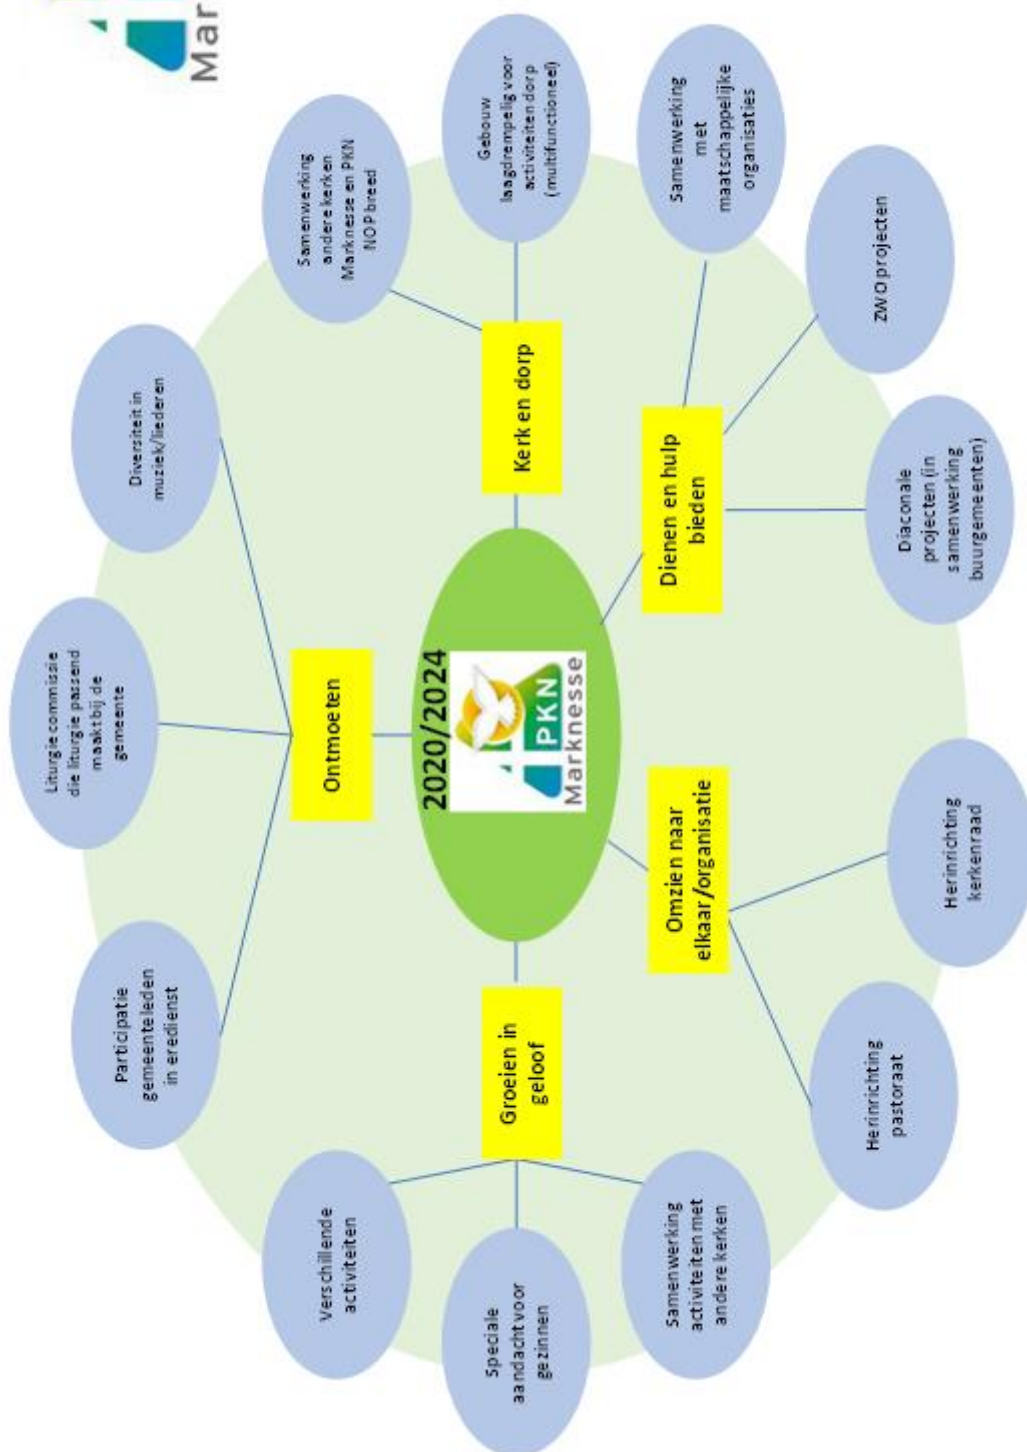 Mar
Liturgie commissie
die liturgie passend
maakt bij de
gemeente
Participatie
gemeenteleden
in eredienst
Diversiteit in
muziek/liederen
Verschillende
activiteiten
Samenwerking
andere kerken
Marknesse en PKN
NOP breed
Ontmoeten
2020/2024
PKN
Marknesse
Speciale
aandacht voor
gezinnen
Groeien in
geloof
Kerk en dorp
Gebouw
laagdrempelig voor
activiteiten dorp
(multifunctioneel)
Samenwerking
activiteiten met
andere kerken
Omzien naar
elkaar/organisatie
Dienen en hulp
bieden
Samenwerking
met
maatschappelijke
organisaties
Herinrichting
pastoraat
Herinrichting
kerkenraad
Diaconale
projecten (in
samenwerking
buurgemeenten)
ZWO projecten